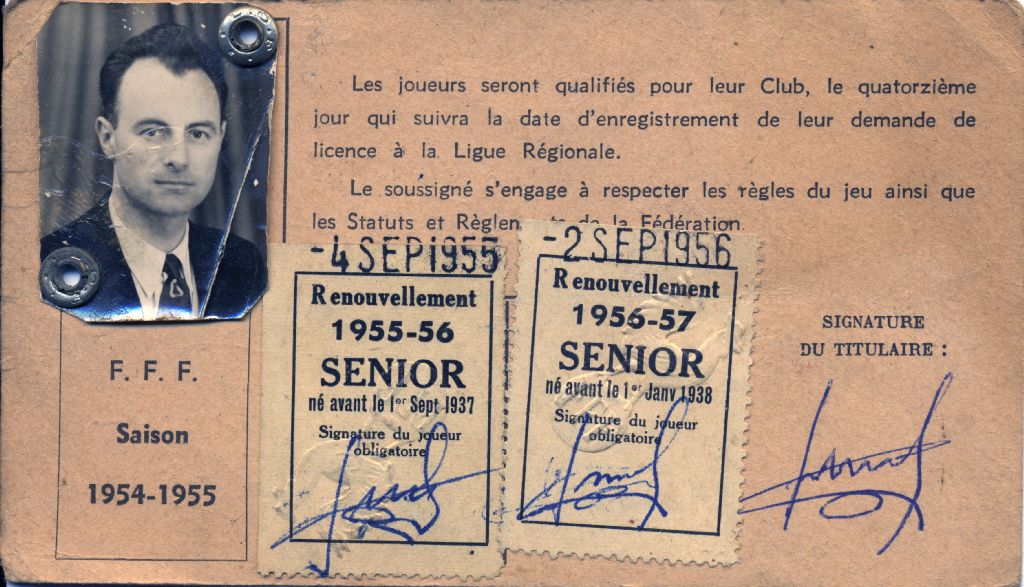 Les joueurs seront qualifiés pour leur Club, le quatorzième
jour qui suivra la date d'enregistrement de leur demande de
licence à la Ligue Régionale.
Le soussigné s'engage à respecter les règles du jeu ainsi que
les Statuts et Règlen ts de la Fédération.
F. F. F.
Saison
1954-1955
-4 SEP 1955
Renouvellement
1955-56
SENIOR
né avant le 1er Sept 1937
Signature du joueur
obligatoire
-2 SEP 1956
Renouvellement
1956-57
SENIOR
né avant le 1er Janv 1938
Signature du joueur
obligatoire
SIGNATURE
DU TITULAIRE :